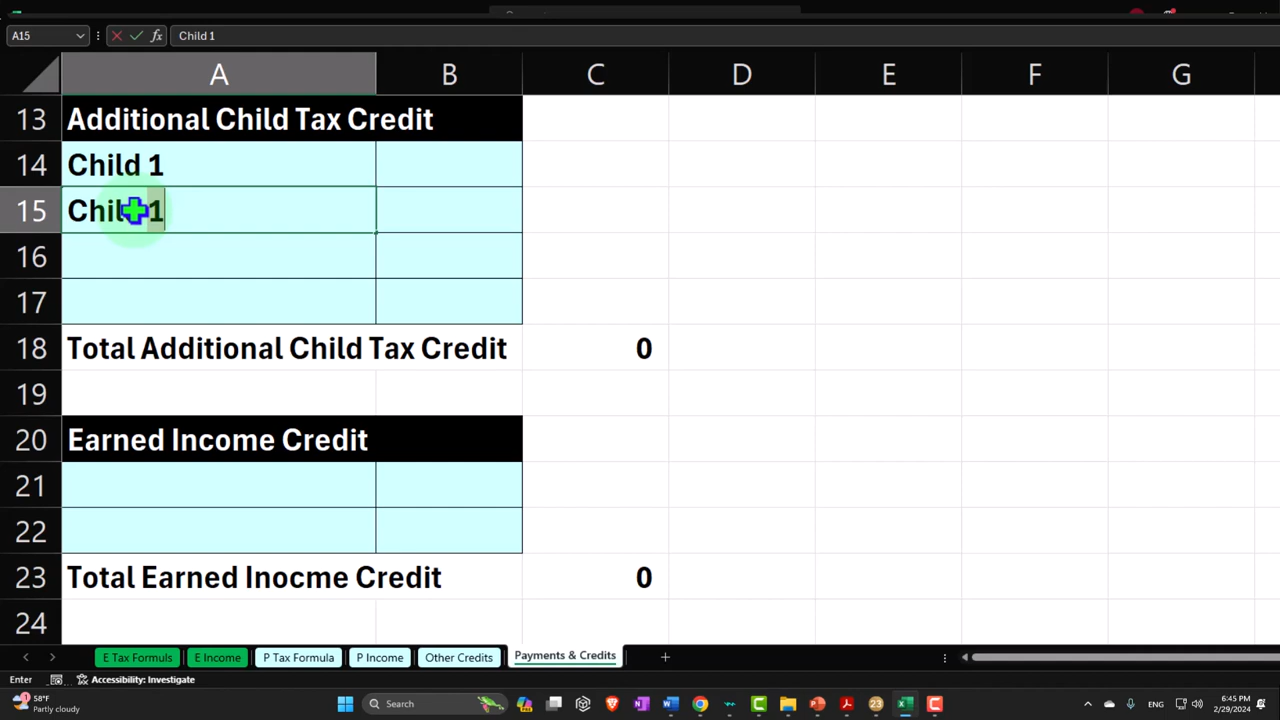 A15 Child 1
A B C D E F G
13 Additional Child Tax Credit
14 Child 1
15 Child 1
16
17
18 Total Additional Child Tax Credit 0
19
20 Earned Income Credit
21
22
23 Total Earned Inocme Credit 0
24
E Tax Formuls E Income P Tax Formula P Income Other Credits Payments & Credits
Enter Accessibility: Investigate
58°F
Partly cloudy
Search
ENG
6:45 PM
2/29/2024